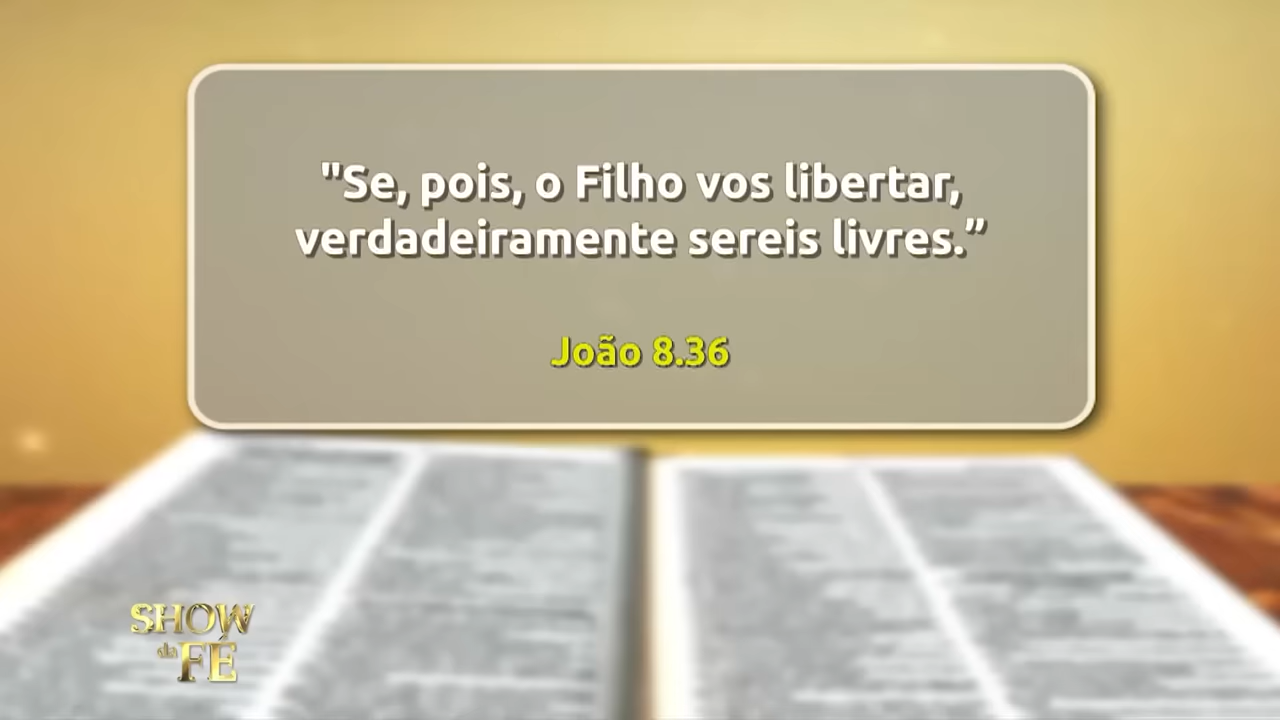 "Se, pois, o Filho vos libertar,
verdadeiramente sereis livres.”
João 8.36
SHOW
da FÉ